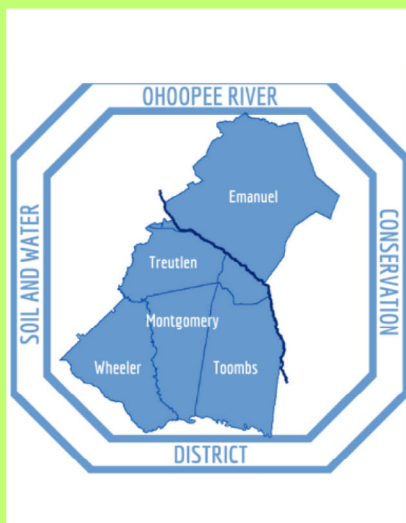 OHOOPEE RIVER
SOIL AND WATER
CONSERVATION
DISTRICT
Emanuel
Treutlen
Montgomery
Wheeler
Toombs